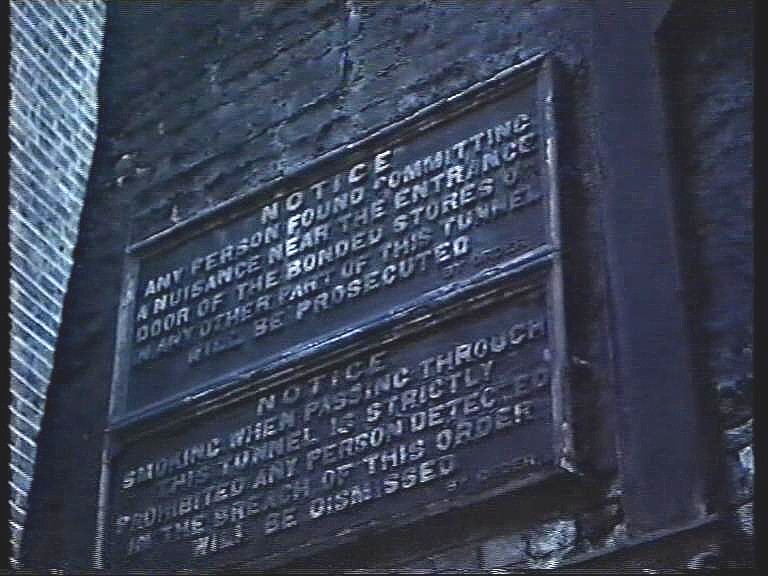 NOTICE
ANY PERSON FOUND COMMITTING
A NUISANCE NEAR THE ENTRANCE
DOOR OF THE BONDED STORES OR
IN ANY OTHER PART OF THIS TUNNEL
WILL BE PROSECUTED
BY ORDER
NOTICE
SMOKING WHEN PASSING THROUGH
THIS TUNNEL IS STRICTLY
PROHIBITED ANY PERSON DETECTED
IN THE BREACH OF THIS ORDER
WILL BE DISMISSED
BY ORDER